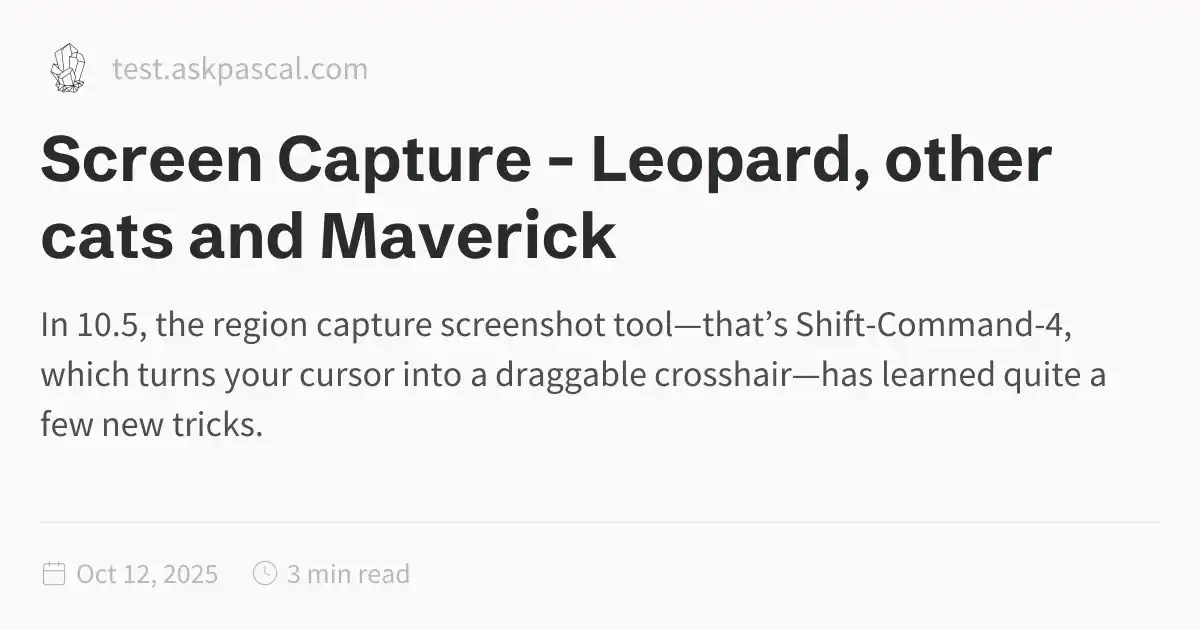 test.askpascal.com
Screen Capture - Leopard, other
cats and Maverick
In 10.5, the region capture screenshot tool—that’s Shift-Command-4,
which turns your cursor into a draggable crosshair—has learned quite a
few new tricks.
Oct 12, 2025 3 min read